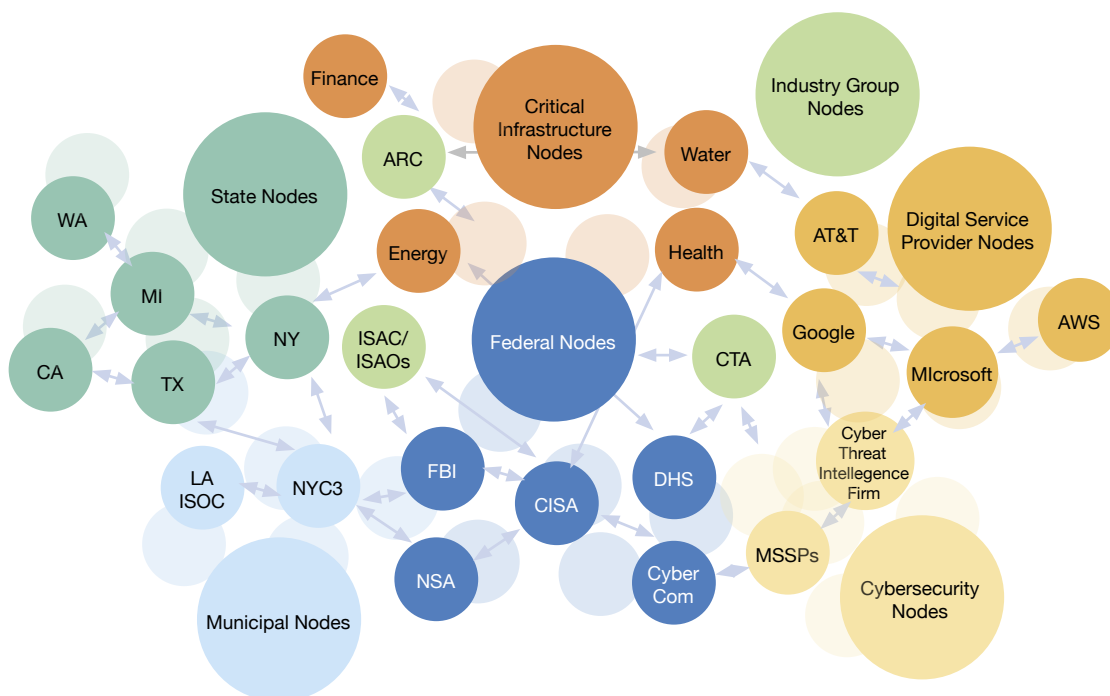 Finance
Critical
Infrastructure
Nodes
Industry Group
Nodes
ARC
Water
State Nodes
WA
Energy
Health
AT&T
Digital Service
Provider Nodes
MI
NY
ISAC/
ISAOs
Federal Nodes
CTA
Google
AWS
CA
TX
MIcrosoft
LA
ISOC
NYC3
FBI
CISA
DHS
Cyber
Threat
Intellegence
Firm
NSA
Cyber
Com
MSSPs
Municipal Nodes
Cybersecurity
Nodes